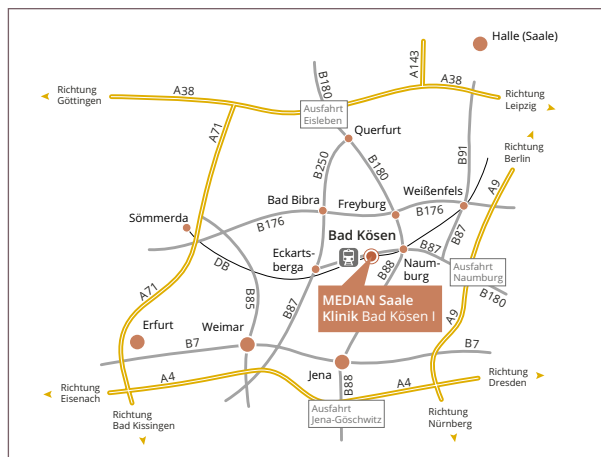 Halle (Saale)
A143
B180
A38
A38
Richtung
Göttingen
Richtung
Leipzig
Ausfahrt
Eisleben
A71
Querfurt
Richtung
Berlin
B91
B250
B180
A9
Weißenfels
Bad Bibra
Freyburg
B176
Sömmerda
B176
Bad Kösen
B87
B87
DB
Eckarts-
berga
Naum-
burg
B88
Ausfahrt
Naumburg
A71
B85
B87
B180
MEDIAN Saale
Klinik Bad Kösen I
A9
Erfurt
Weimar
B7
B7
Jena
A4
B88
A4
Richtung
Eisenach
Richtung
Dresden
Ausfahrt
Jena-Göschwitz
Richtung
Bad Kissingen
Richtung
Nürnberg